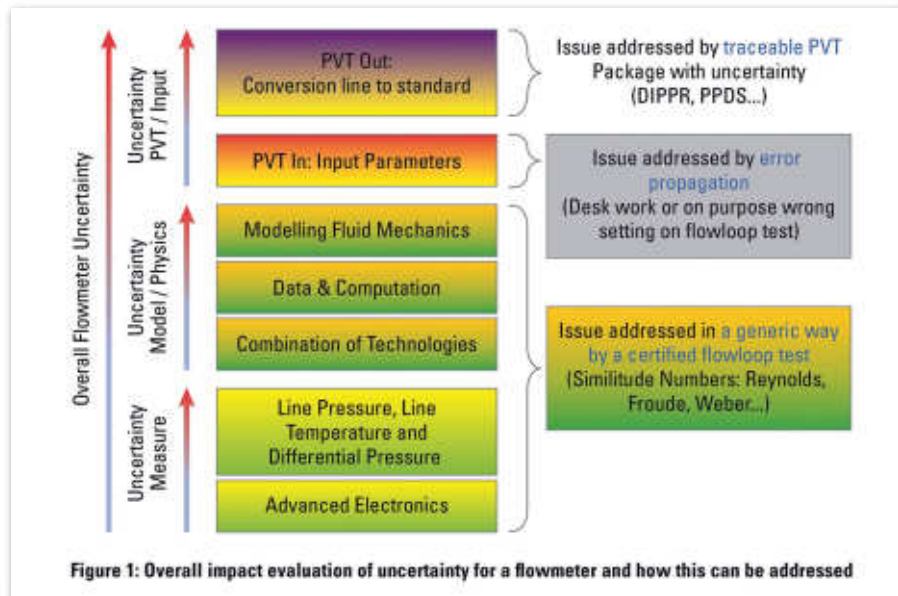 Overall Flowmeter Uncertainty
Uncertainty
PVT / Input
Uncertainty
Model / Physics
Uncertainty
Measure
PVT Out:
Conversion line to standard
PVT In: Input Parameters
Modelling Fluid Mechanics
Data & Computation
Combination of Technologies
Line Pressure, Line
Temperature and
Differential Pressure
Advanced Electronics
Issue addressed by traceable PVT
Package with uncertainty
(DIPPR, PPDS...)
Issue addressed by error
propagation
(Desk work or on purpose wrong
setting on flowloop test)
Issue addressed in a generic way
by a certified flowloop test
(Similitude Numbers: Reynolds,
Froude, Weber...)
Figure 1: Overall impact evaluation of uncertainty for a flowmeter and how this can be addressed